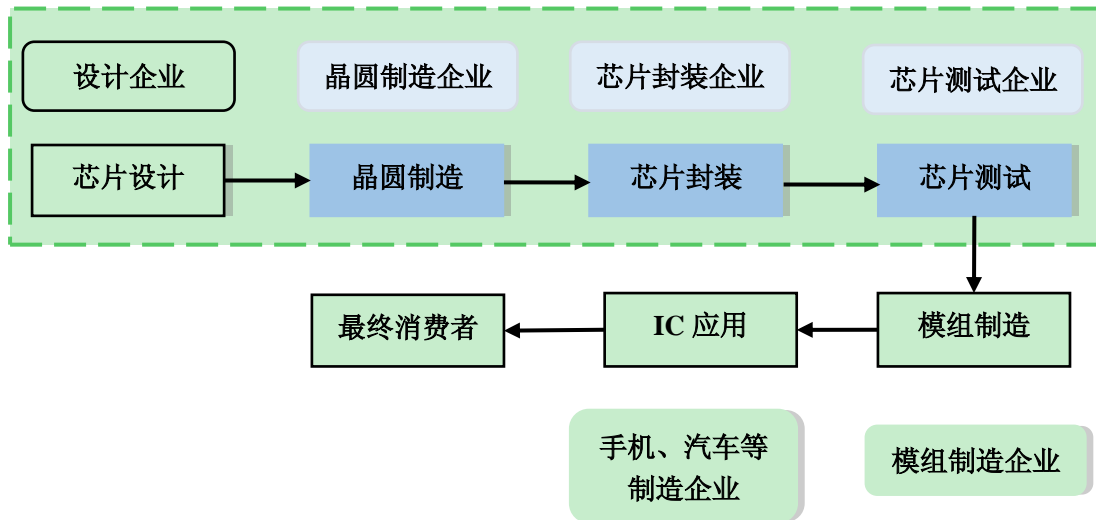 设计企业
晶圆制造企业
芯片封装企业
芯片测试企业
芯片设计
晶圆制造
芯片封装
芯片测试
最终消费者
IC 应用
模组制造
手机、汽车等
制造企业
模组制造企业